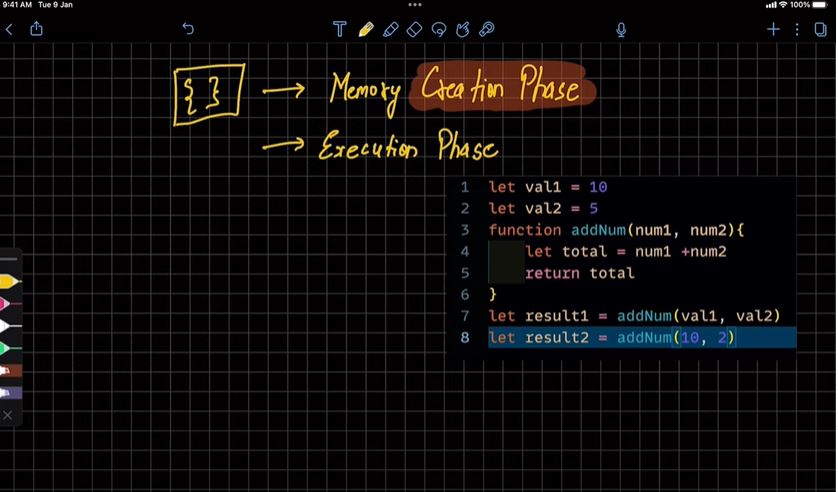 9:41 AM Tue 9 Jan
100%
{ } → Memory Creation Phase
→ Execution Phase
1 let val1 = 10
2 let val2 = 5
3 function addNum(num1, num2){
4 let total = num1 +num2
5 return total
6 }
7 let result1 = addNum(val1, val2)
8 let result2 = addNum(10, 2)